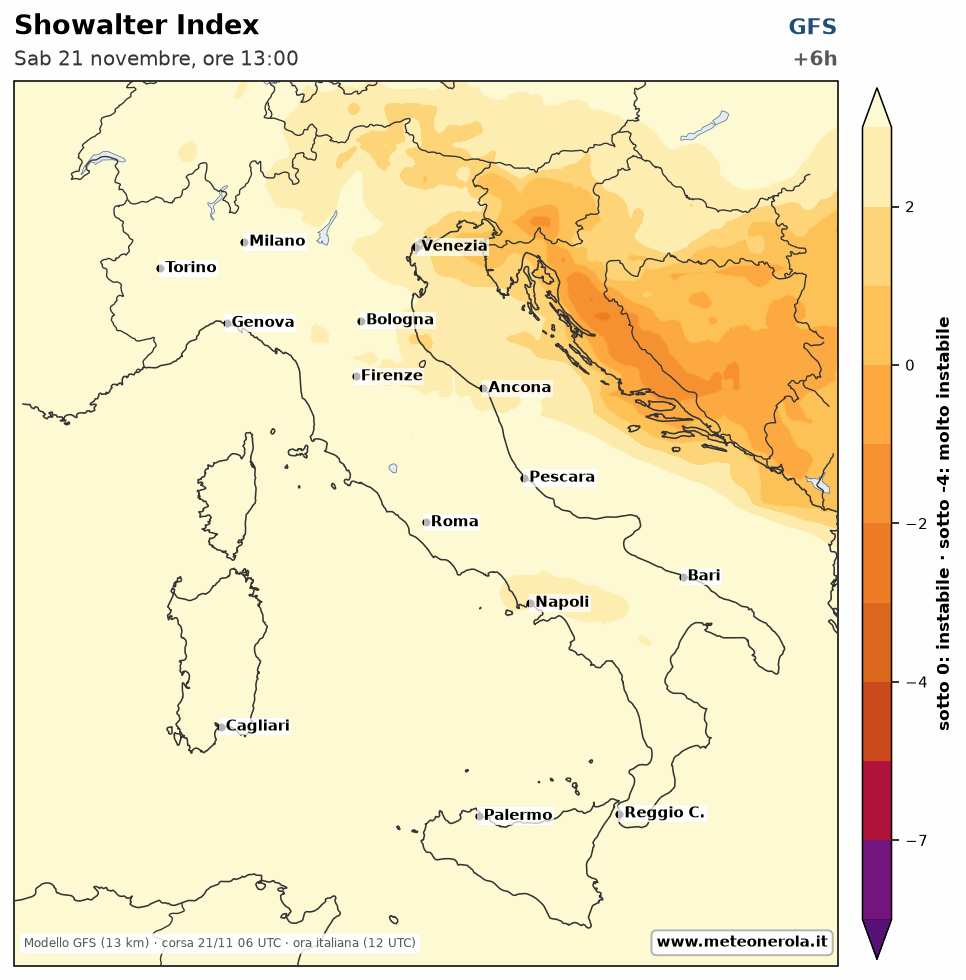 Showalter Index
GFS
Sab 21 novembre, ore 13:00
+6h
Milano
Venezia
Torino
Genova
Bologna
Firenze
Ancona
Pescara
Roma
Bari
Napoli
Cagliari
Palermo
Reggio C.
2
0
−2
−4
−7
sotto 0: instabile · sotto -4: molto instabile
Modello GFS (13 km) · corsa 21/11 06 UTC · ora italiana (12 UTC)
www.meteonerola.it